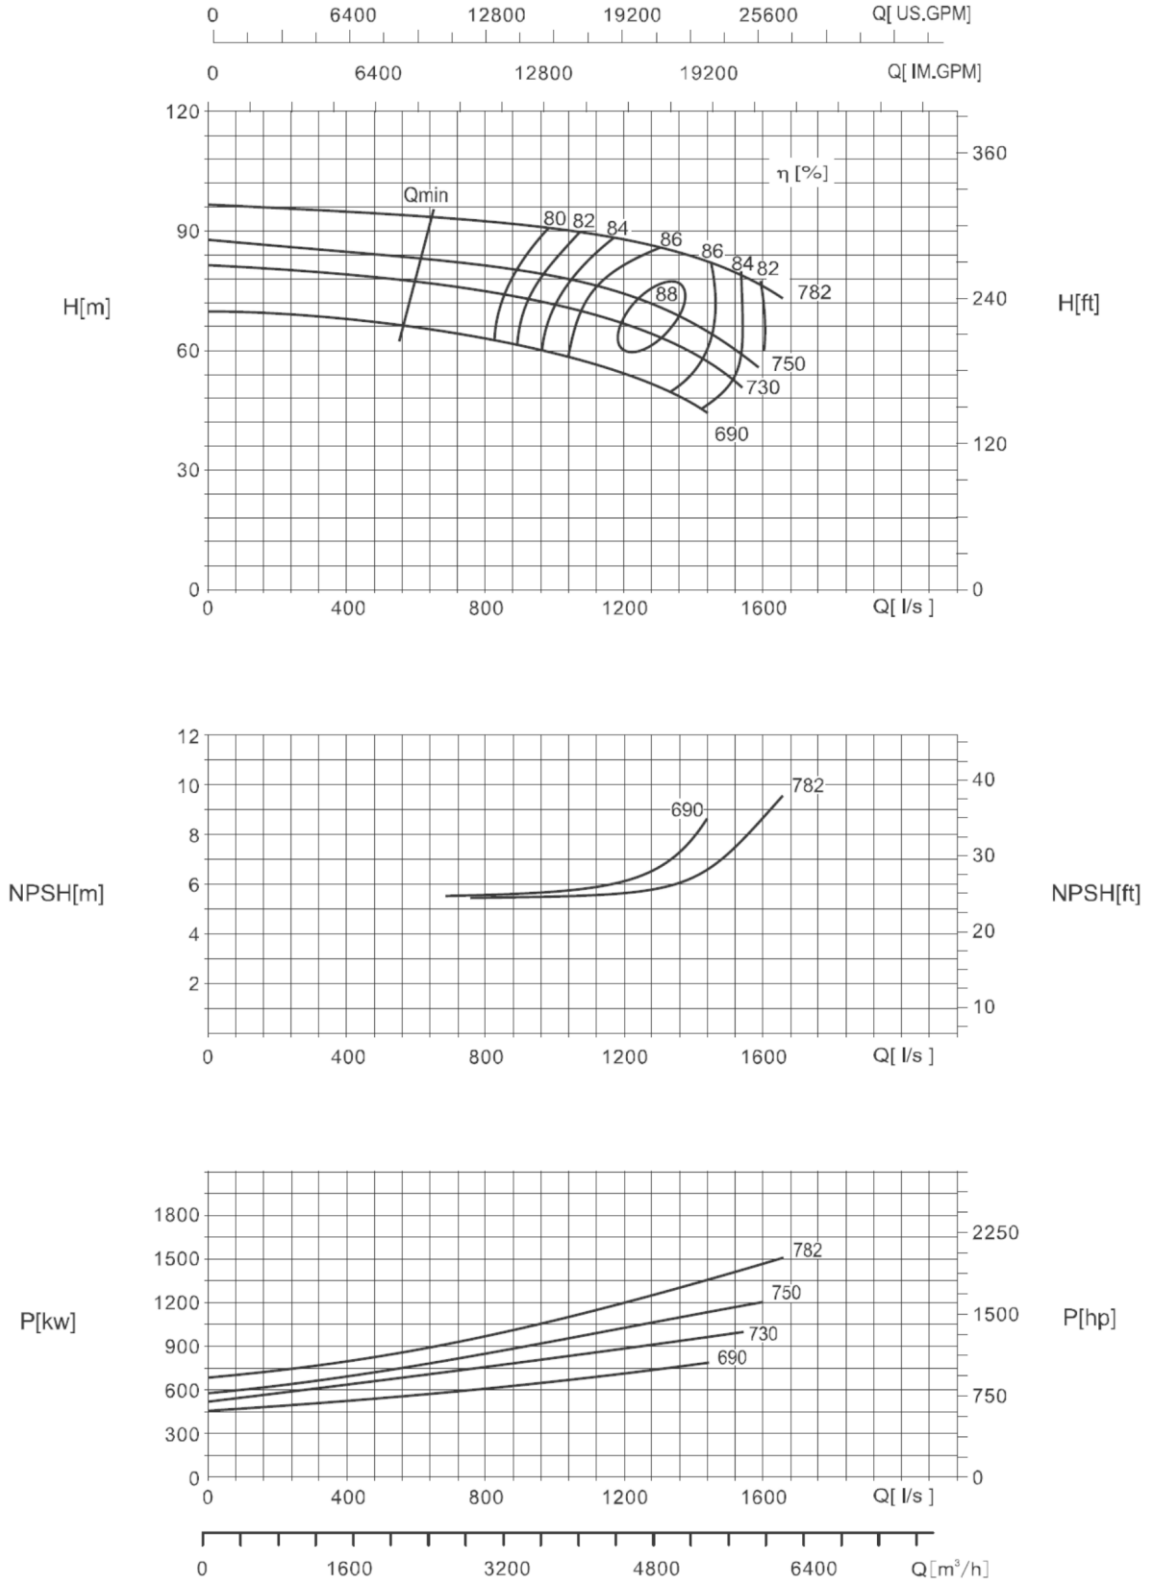 0 6400 12800 19200 25600 Q[ US.GPM]
0 6400 12800 19200 Q[ IM.GPM]
120
360
η [%]
Qmin
80 82 84 86 86 84 82
90
88
782
240
H[m]
H[ft]
60
750
730
690
120
30
0
0
0 400 800 1200 1600 Q[ l/s ]
12
10
782
40
690
8
30
6
NPSH[m]
NPSH[ft]
4
20
2
10
0 400 800 1200 1600 Q[ l/s ]
1800
2250
782
1500
750
1200
1500
P[kw]
P[hp]
730
900
690
600
750
300
0
0
0 400 800 1200 1600 Q[ l/s ]
0 1600 3200 4800 6400 Q[m³/h]